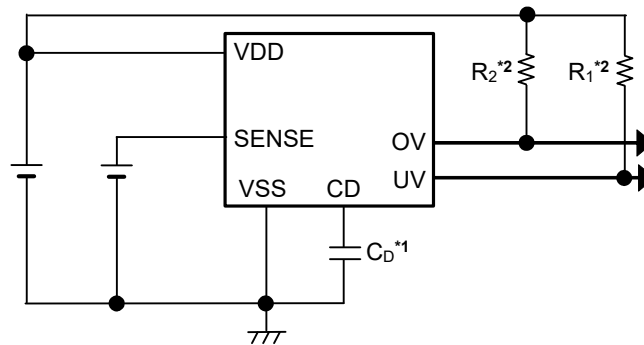 VDD
R2*2
R1*2
SENSE
OV
VSS
CD
UV
CD*1